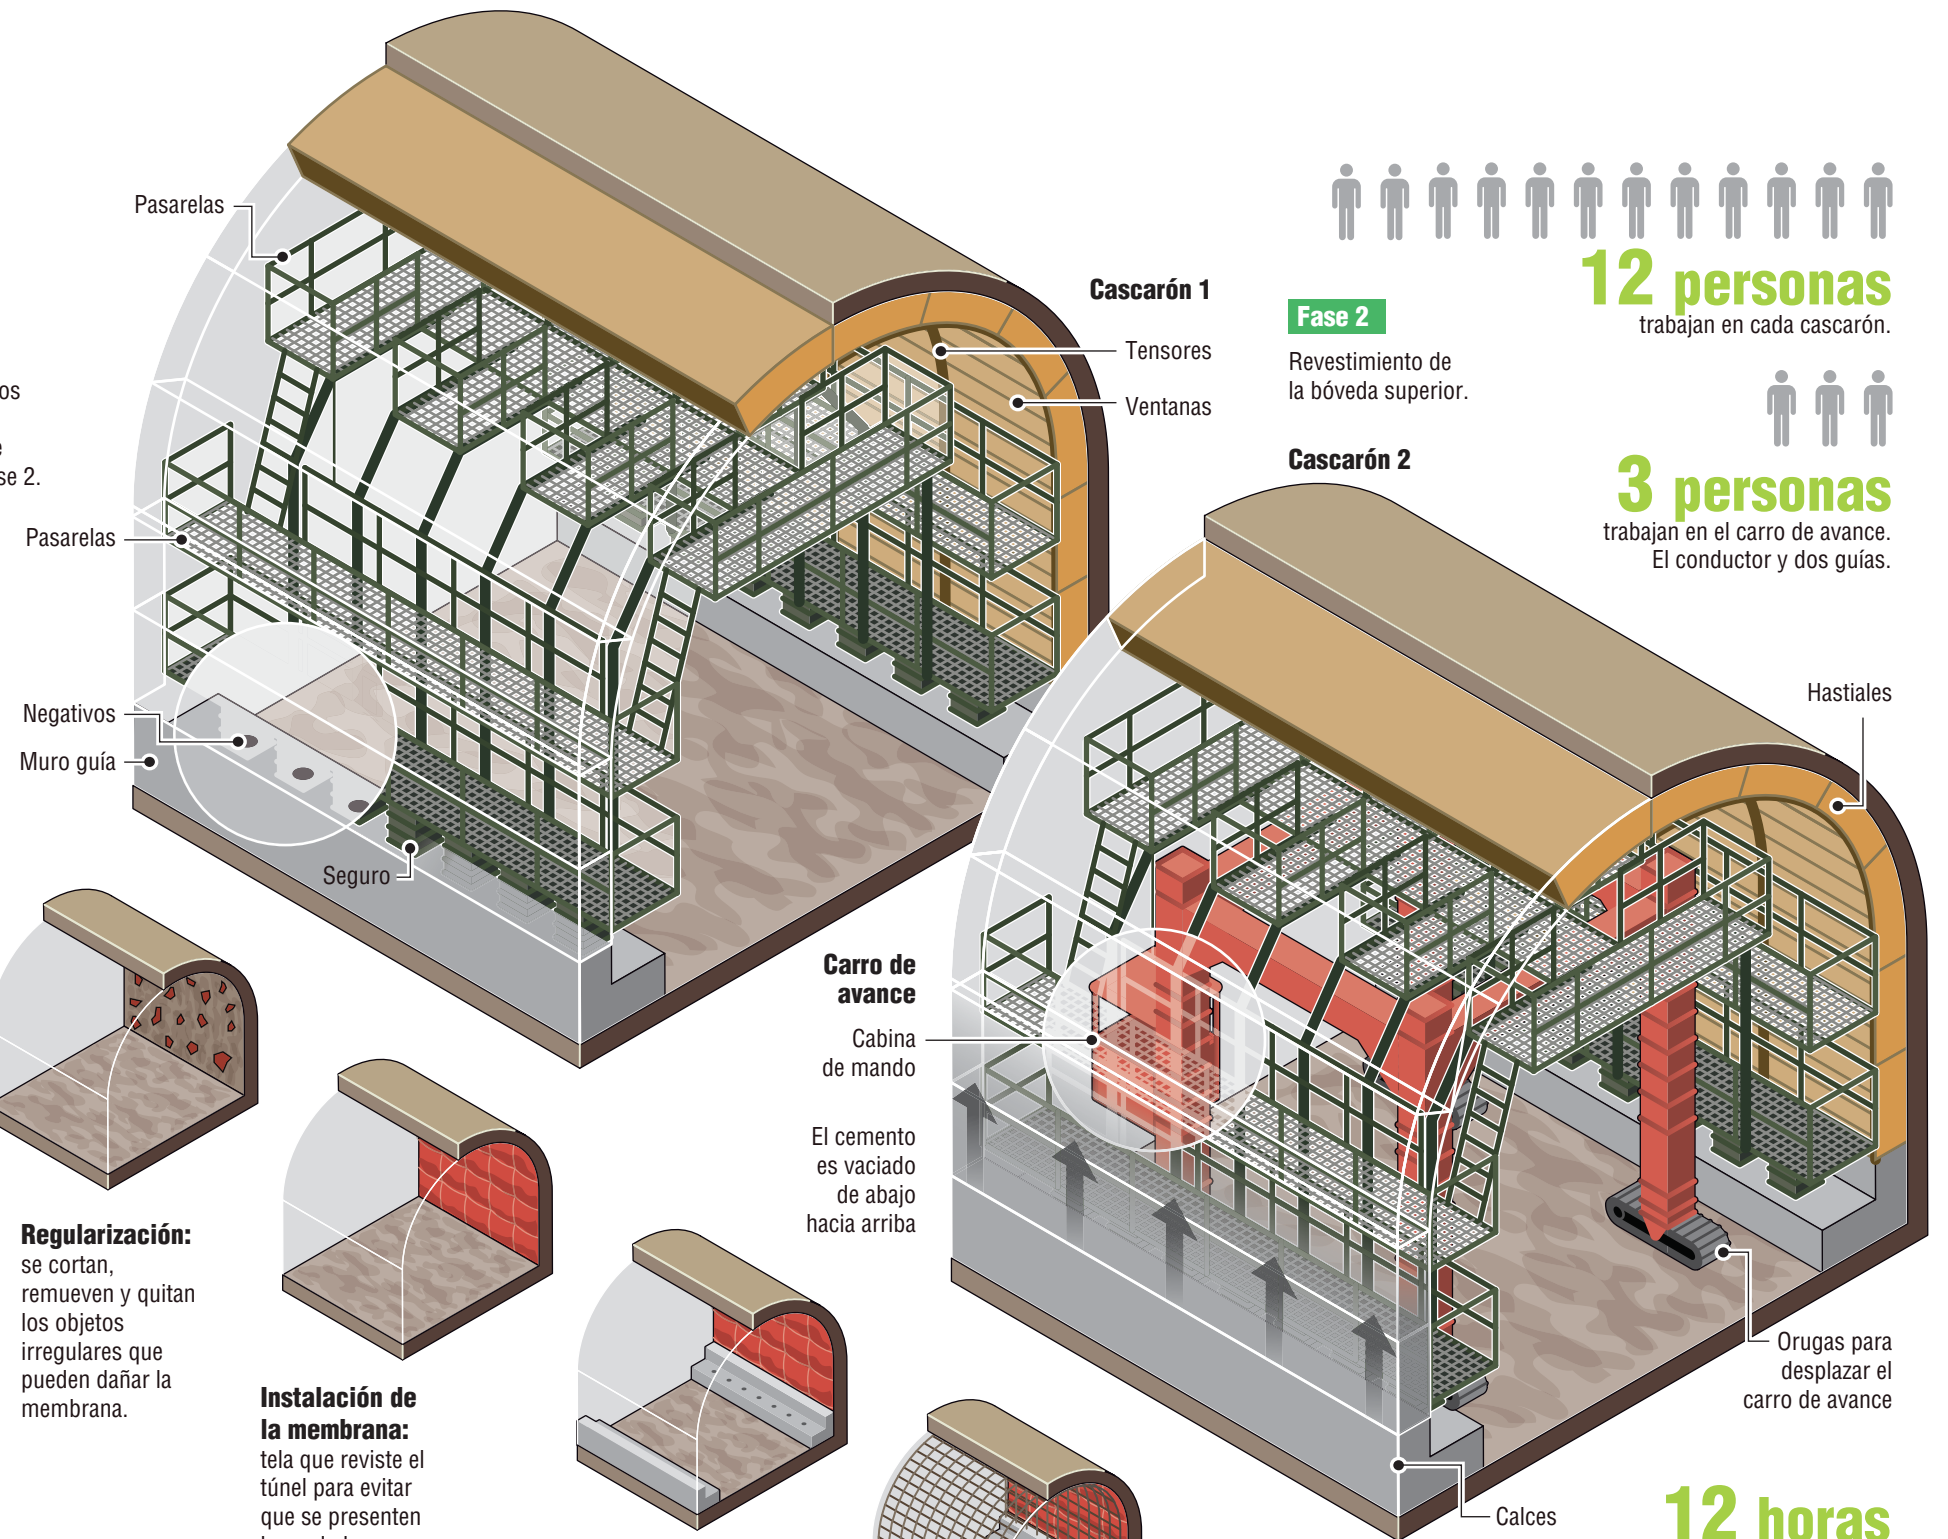 Pasarelas
Cascarón 1
Tensores
Ventanas
Fase 2
Revestimiento de
la bóveda superior.
Cascarón 2
12 personas
trabajan en cada cascarón.
3 personas
trabajan en el carro de avance.
El conductor y dos guías.
se 2.
Pasarelas
Negativos
Muro guía
Seguro
Hastiales
Carro de
avance
Cabina
de mando
El cemento
es vaciado
de abajo
hacia arriba
Orugas para
desplazar el
carro de avance
Calces
12 horas
Regularización:
se cortan,
remueven y quitan
los objetos
irregulares que
pueden dañar la
membrana.
Instalación de
la membrana:
tela que reviste el
túnel para evitar
que se presenten